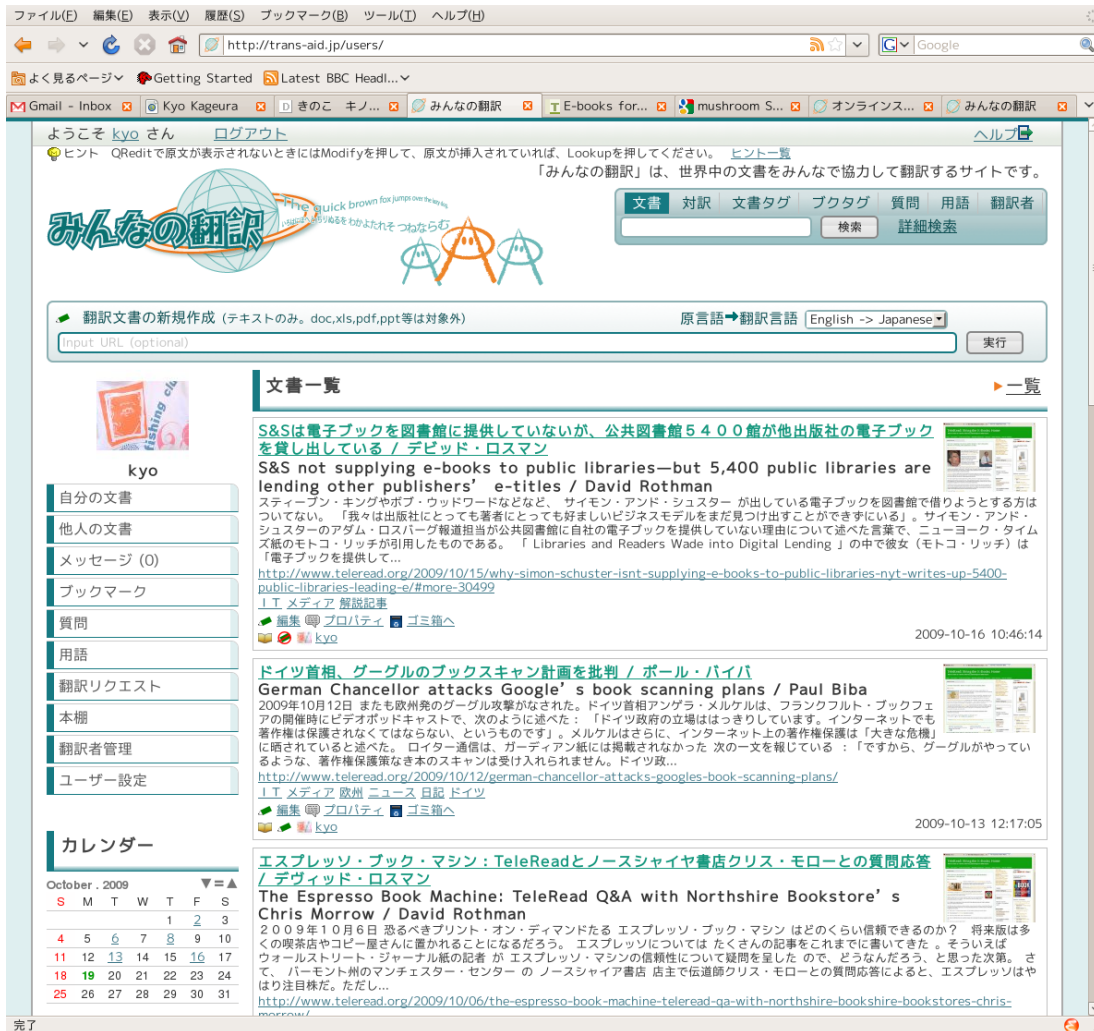 ファイル(F) 編集(E) 表示(V) 履歴(S) ブックマーク(B) ツール(T) ヘルプ(H)
http://trans-aid.jp/users/
Google
よく見るページ Getting Started Latest BBC Headl...
Gmail - Inbox Kyo Kageura きのこ キノ... みんなの翻訳 E-books for... mushroom S... オンラインス... みんなの翻訳
ようこそ kyo さん ログアウト ヘルプ
ヒント QReditで原文が表示されないときにはModifyを押して、原文が挿入されていれば、Lookupを押してください。 ヒント一覧
「みんなの翻訳」は、世界中の文書をみんなで協力して翻訳するサイトです。
みんなの翻訳
The quick brown fox jumps over the lazy dog.
いろはにほへとちりぬるをわかよたれそつねならむ
文書 対訳 文書タグ ブクタグ 質問 用語 翻訳者
検索 詳細検索
翻訳文書の新規作成 (テキストのみ。doc,xls,pdf,ppt等は対象外) 原言語➡翻訳言語 English -> Japanese
Input URL (optional) 実行
fishing club
kyo
自分の文書
他人の文書
メッセージ (0)
ブックマーク
質問
用語
翻訳リクエスト
本棚
翻訳者管理
ユーザー設定
カレンダー
October . 2009 ▼=▲
S M T W T F S
1 2 3
4 5 6 7 8 9 10
11 12 13 14 15 16 17
18 19 20 21 22 23 24
25 26 27 28 29 30 31
文書一覧 一覧
S&Sは電子ブックを図書館に提供していないが、公共図書館５４００館が他出版社の電子ブック
を貸し出している / デビッド・ロスマン
S&S not supplying e-books to public libraries—but 5,400 public libraries are
lending other publishers’ e-titles / David Rothman
スティーブン・キングやボブ・ウッドワードなどなど、 サイモン・アンド・シュスター が出している電子ブックを図書館で借りようとする方は
ついてない。 「我々は出版社にとっても著者にとっても好ましいビジネスモデルをまだ見つけ出すことができずにいる」。サイモン・アンド・
シュスターのアダム・ロスバーグ報道担当が公共図書館に自社の電子ブックを提供していない理由について述べた言葉で、ニューヨーク・タイム
ズ紙のモトコ・リッチが引用したものである。 「 Libraries and Readers Wade into Digital Lending 」の中で彼女（モトコ・リッチ）は
「電子ブックを提供して...
http://www.teleread.org/2009/10/15/why-simon-schuster-isnt-supplying-e-books-to-public-libraries-nyt-writes-up-5400-
public-libraries-leading-e/#more-30499
ＩＴ メディア 解説記事
編集 プロパティ ゴミ箱へ
kyo 2009-10-16 10:46:14
ドイツ首相、グーグルのブックスキャン計画を批判 / ポール・バイバ
German Chancellor attacks Google’s book scanning plans / Paul Biba
2009年10月12日 またも欧州発のグーグル攻撃がなされた。ドイツ首相アンゲラ・メルケルは、フランクフルト・ブックフェ
アの開催時にビデオポッドキャストで、次のように述べた： 「ドイツ政府の立場ははっきりしています。インターネットでも
著作権は保護されなくてはならない、というものです」。メルケルはさらに、インターネット上の著作権保護は「大きな危機」
に晒されていると述べた。 ロイター通信は、ガーディアン紙には掲載されなかった 次の一文を報じている ：「ですから、グーグルがやってい
るような、著作権保護策なき本のスキャンは受け入れられません。ドイツ政...
http://www.teleread.org/2009/10/12/german-chancellor-attacks-googles-book-scanning-plans/
ＩＴ メディア 欧州 ニュース 日記 ドイツ
編集 プロパティ ゴミ箱へ
kyo 2009-10-13 12:17:05
エスプレッソ・ブック・マシン：TeleReadとノースシャイヤ書店クリス・モローとの質問応答
/ デヴィッド・ロスマン
The Espresso Book Machine: TeleRead Q&A with Northshire Bookstore’s
Chris Morrow / David Rothman
２００９年１０月６日 恐るべきプリント・オン・ディマンドたる エスプレッソ・ブック・マシン はどのくらい信頼できるのか？ 将来版は多
くの喫茶店やコピー屋さんに置かれることになるだろう。 エスプレッソについては たくさんの記事をこれまでに書いてきた 。そういえば
ウォールストリート・ジャーナル紙の記者 が エスプレッソ・マシンの信頼性について疑問を呈した ので、どうなんだろう、と思った次第。 さ
て、 バーモント州のマンチェスター・センター の ノースシャイア書店 店主で伝道師クリス・モローとの質問応答によると、エスプレッソはや
はり注目株だ。ただし...
http://www.teleread.org/2009/10/06/the-espresso-book-machine-teleread-qa-with-northshire-bookshire-bookstores-chris-
morrow/
完了